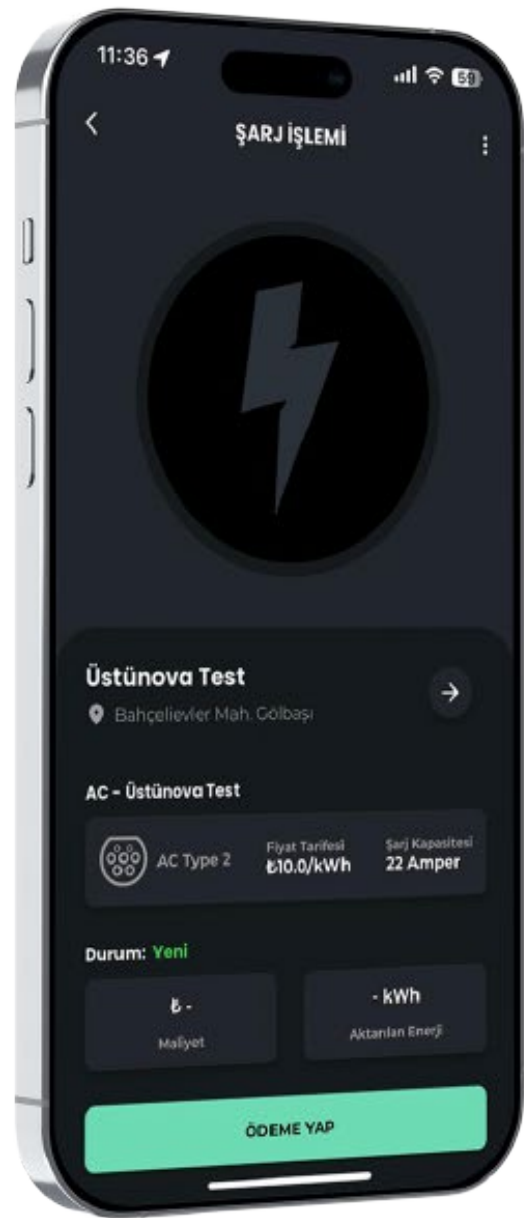 11:36
59
ŞARJ İŞLEMİ
Üstünova Test
Bahçelievler Mah. Gölbaşı
AC - Üstünova Test
AC Type 2
Fiyat Tarifesi
₺10.0/kWh
Şarj Kapasitesi
22 Amper
Durum: Yeni
₺ -
Maliyet
- kWh
Aktarılan Enerji
ÖDEME YAP